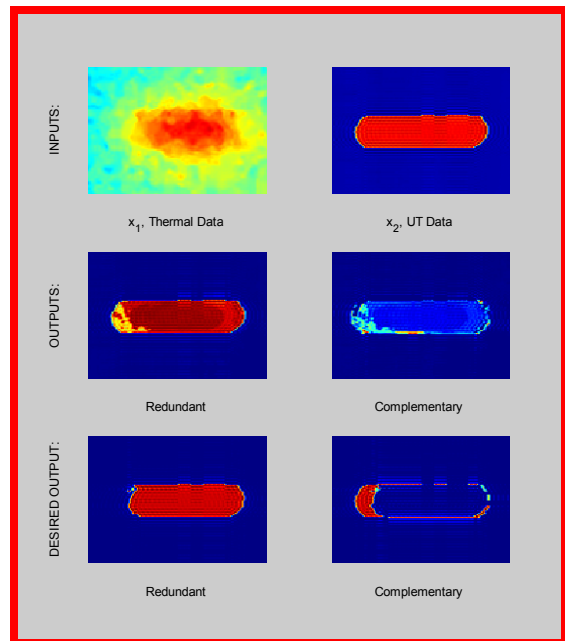 INPUTS:
x1, Thermal Data
x2, UT Data
OUTPUTS:
Redundant
Complementary
DESIRED OUTPUT:
Redundant
Complementary